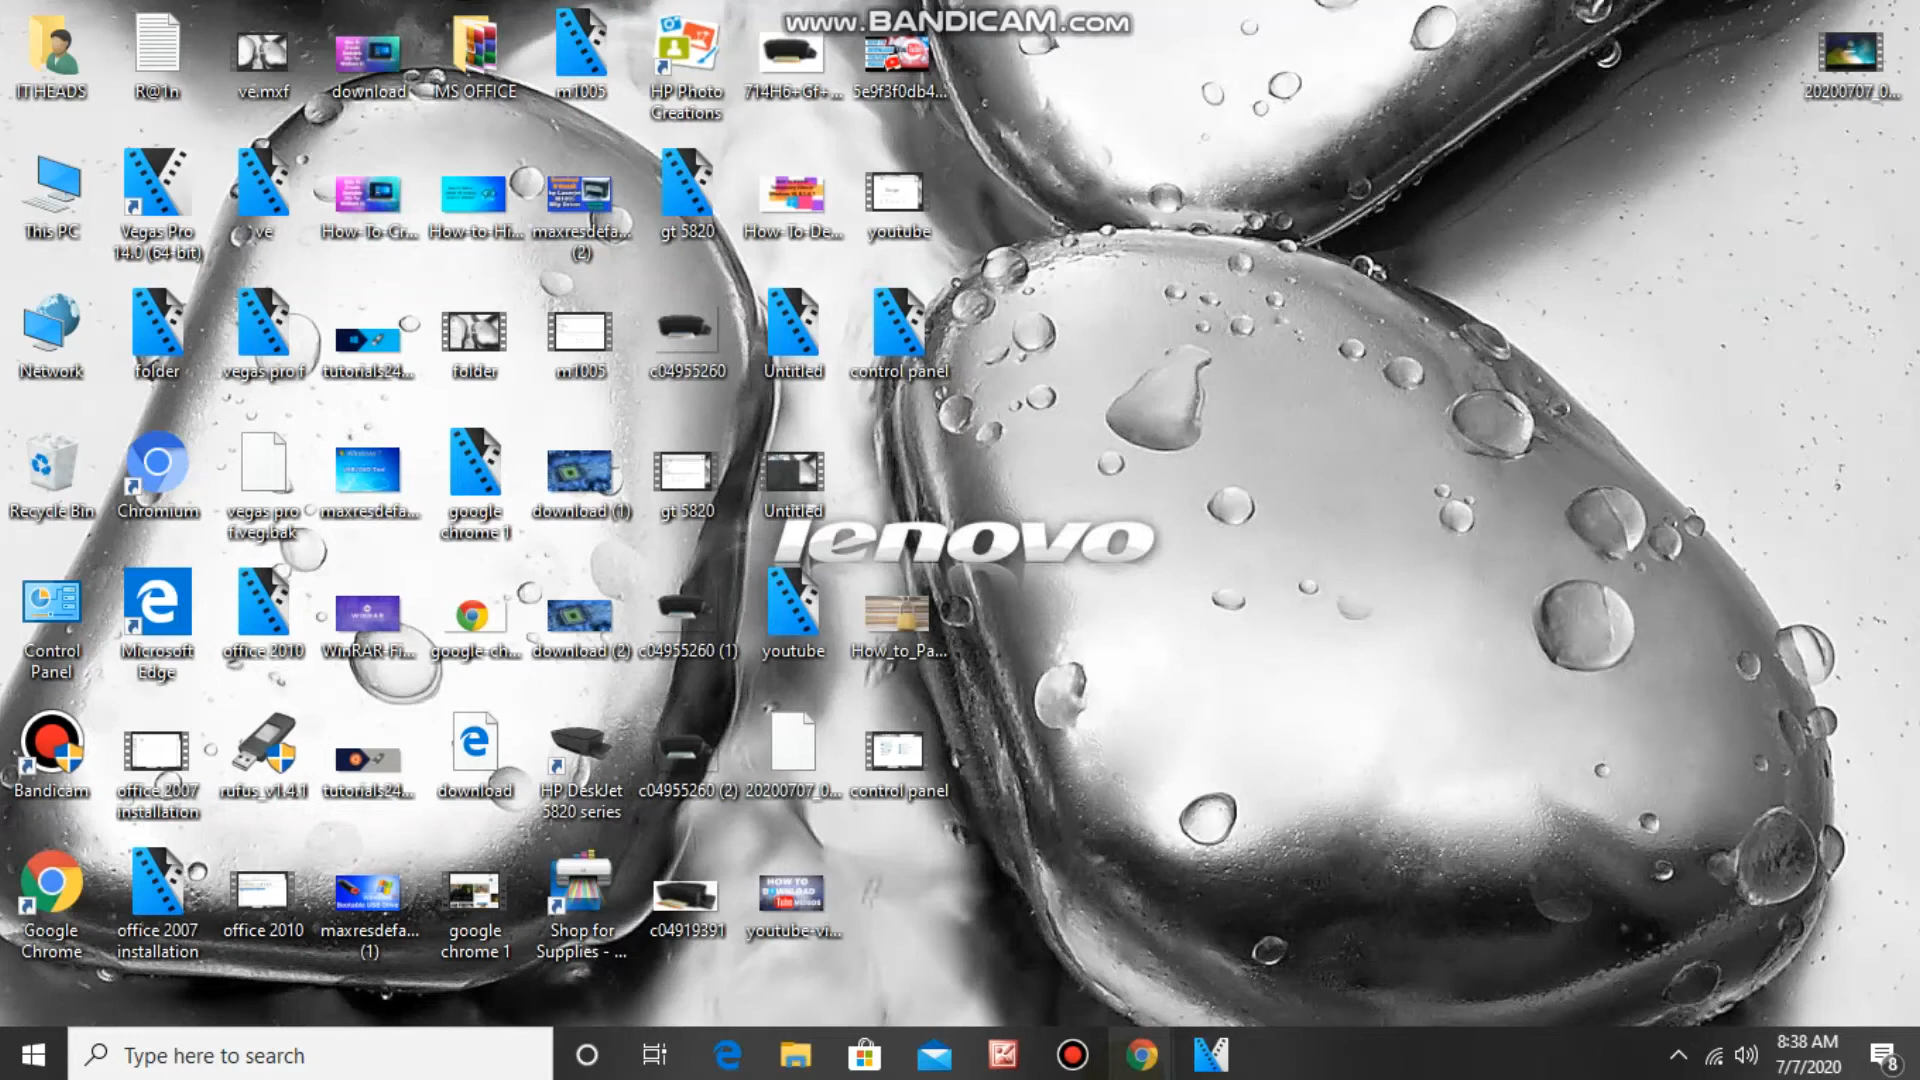 www.BANDICAM.com
ITHEADS
R@1n
ve.mxf
download
MS OFFICE
m1005
HP Photo
Creations
714H6+Gf+...
5e9f3f0db4...
20200707_0...
This PC
Vegas Pro
14.0 (64-bit)
ve
How-To-Cr...
How-to-Hi...
maxresdefa...
(2)
gt 5820
How-To-De...
youtube
Network
folder
vegas pro f
tutorials24...
folder
m1005
c04955260
Untitled
control panel
Recycle Bin
Chromium
vegas pro
f.veg.bak
maxresdefa...
google
chrome 1
download (1)
gt 5820
Untitled
lenovo
Control
Panel
Microsoft
Edge
office 2010
WinRAR-Fi...
google-ch...
download (2)
c04955260 (1)
youtube
How_to_Pa...
Bandicam
office 2007
installation
rufus_v1.4.1
tutorials24...
download
HP DeskJet
5820 series
c04955260 (2)
20200707_0...
control panel
Google
Chrome
office 2007
installation
office 2010
maxresdefa...
(1)
google
chrome 1
Shop for
Supplies - ...
c04919391
HOW TO
DOWNLOAD
Tube VIDEOS
youtube-vi...
Type here to search
8:38 AM
7/7/2020
8